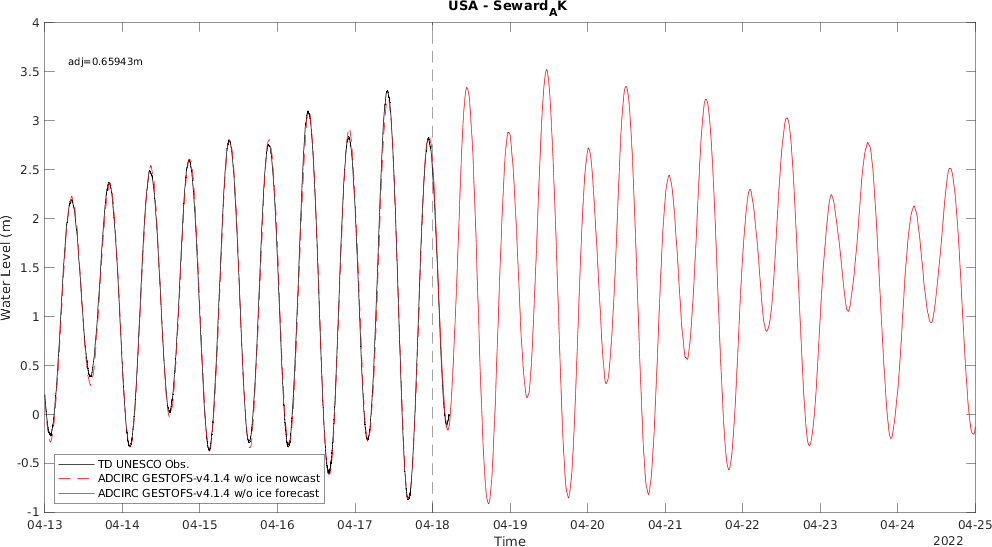 USA - Seward_AK
adj=0.65943m
Water Level (m)
4
3.5
3
2.5
2
1.5
1
0.5
0
-0.5
-1
TD UNESCO Obs.
ADCIRC GESTOFS-v4.1.4 w/o ice nowcast
ADCIRC GESTOFS-v4.1.4 w/o ice forecast
04-13 04-14 04-15 04-16 04-17 04-18 04-19 04-20 04-21 04-22 04-23 04-24 04-25
Time
2022